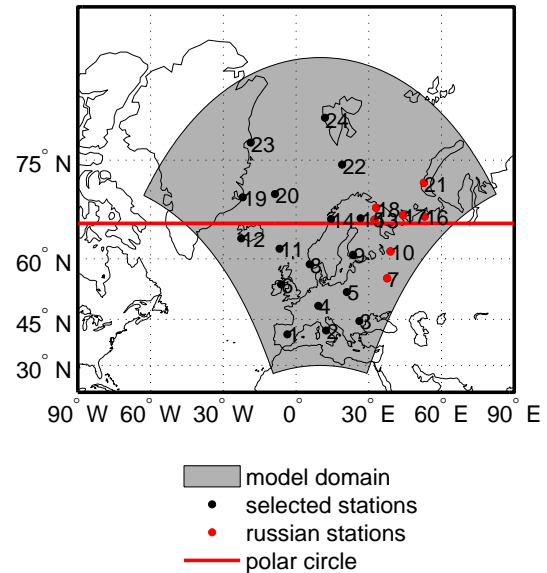 24
23
75° N
22
21
19 20
18
14 15 13 17 16
12
11
10
60° N
9
8
7
6
5
4
45° N
3
2
1
30° N
90° W 60° W 30° W 0° 30° E 60° E 90° E
model domain
selected stations
russian stations
polar circle